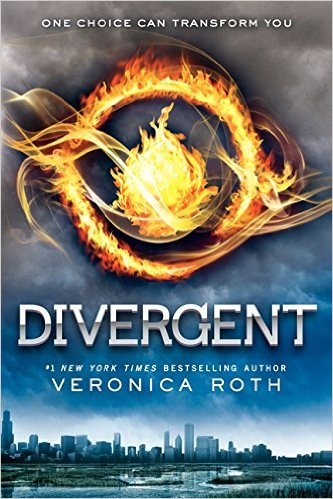 ONE CHOICE CAN TRANSFORM YOU
DIVERGENT
#1 NEW YORK TIMES BESTSELLING AUTHOR
VERONICA ROTH